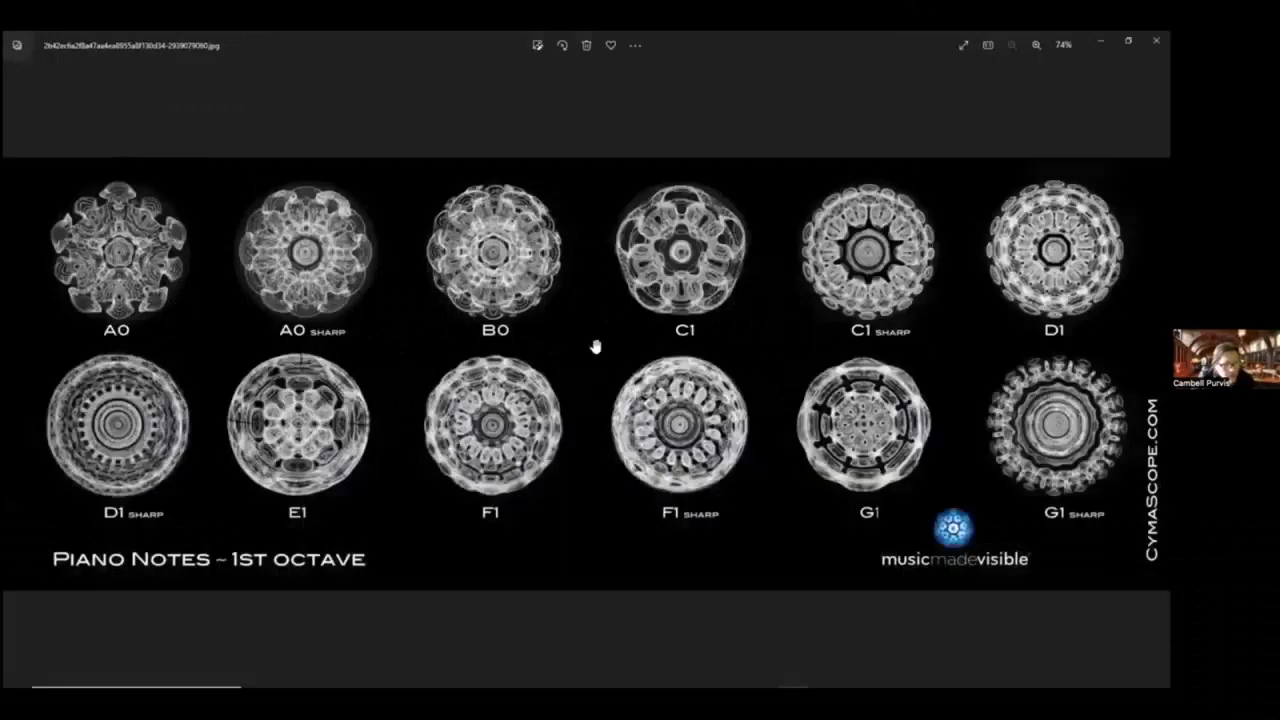 74%
A0
A0 SHARP
B0
C1
C1 SHARP
D1
Cambell Purvis
D1 SHARP
E1
F1
F1 SHARP
G1
G1 SHARP
CYMASCOPE.COM
PIANO NOTES ~ 1ST OCTAVE
musicmadevisible